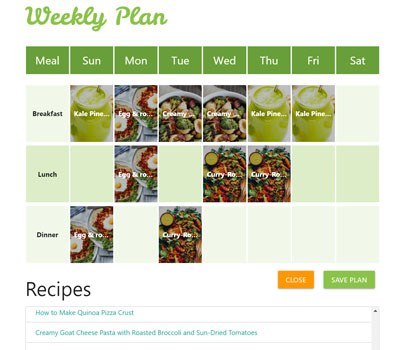 Weekly Plan
Meal Sun Mon Tue Wed Thu Fri Sat
Breakfast Kale Pine... Egg & ro... Creamy ... Creamy ... Kale Pine... Kale Pine...
Lunch Egg & ro... Curry-Ro... Curry-Ro...
Dinner Egg & ro... Curry-Ro...
CLOSE SAVE PLAN
Recipes
How to Make Quinoa Pizza Crust
Creamy Goat Cheese Pasta with Roasted Broccoli and Sun-Dried Tomatoes